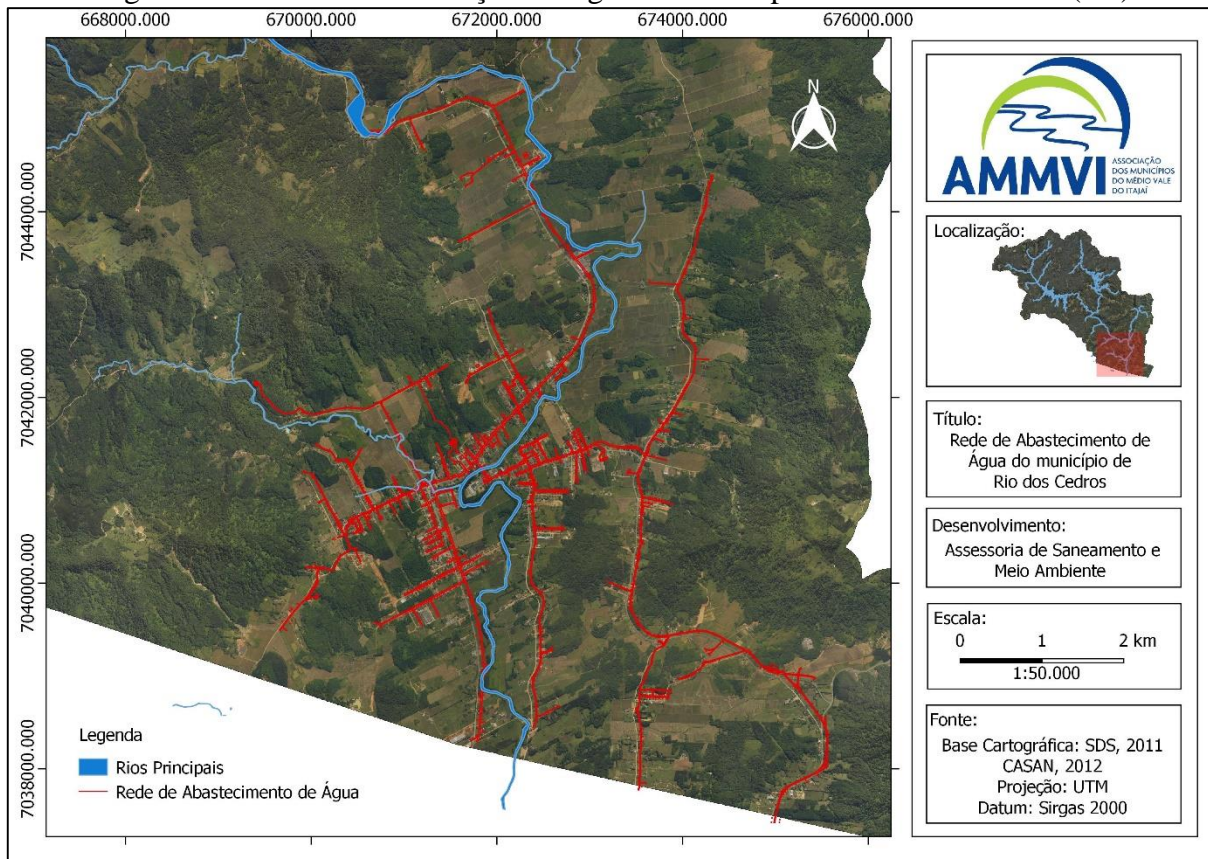 668000.000 670000.000 672000.000 674000.000 676000.000
7044000.000
7042000.000
7040000.000
7038000.000
N
Legenda
Rios Principais
Rede de Abastecimento de Água
AMMVI
ASSOCIAÇÃO
DOS MUNICÍPIOS
DO MÉDIO VALE
DO ITAJAÍ
Localização:
Título:
Rede de Abastecimento de
Água do município de
Rio dos Cedros
Desenvolvimento:
Assessoria de Saneamento e
Meio Ambiente
Escala:
0 1 2 km
1:50.000
Fonte:
Base Cartográfica: SDS, 2011
CASAN, 2012
Projeção: UTM
Datum: Sirgas 2000